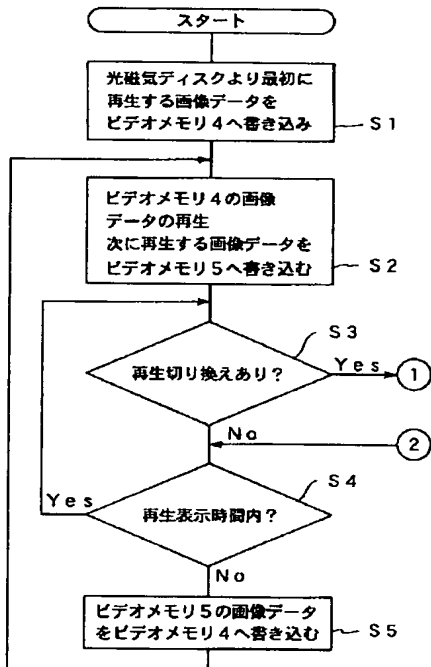 スタート
光磁気ディスクより最初に
再生する画像データを
ビデオメモリ4へ書き込み
S1
ビデオメモリ4の画像
データの再生
次に再生する画像データを
ビデオメモリ5へ書き込む
S2
S3
再生切り換えあり?
Yes
1
No
2
S4
Yes
再生表示時間内?
No
ビデオメモリ5の画像データ
をビデオメモリ4へ書き込む
S5